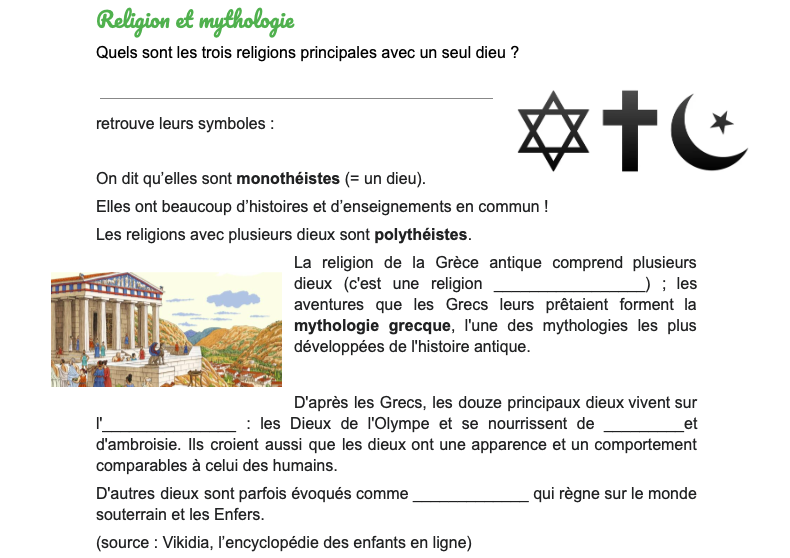 Religion et mythologie
Quels sont les trois religions principales avec un seul dieu ?
retrouve leurs symboles :
On dit qu’elles sont monothéistes (= un dieu).
Elles ont beaucoup d’histoires et d’enseignements en commun !
Les religions avec plusieurs dieux sont polythéistes.
La religion de la Grèce antique comprend plusieurs
dieux (c'est une religion _________________) ; les
aventures que les Grecs leurs prêtaient forment la
mythologie grecque, l'une des mythologies les plus
développées de l'histoire antique.
D'après les Grecs, les douze principaux dieux vivent sur
l'_______________ : les Dieux de l'Olympe et se nourrissent de _________et
d'ambroisie. Ils croient aussi que les dieux ont une apparence et un comportement
comparables à celui des humains.
D'autres dieux sont parfois évoqués comme _____________ qui règne sur le monde
souterrain et les Enfers.
(source : Vikidia, l’encyclopédie des enfants en ligne)